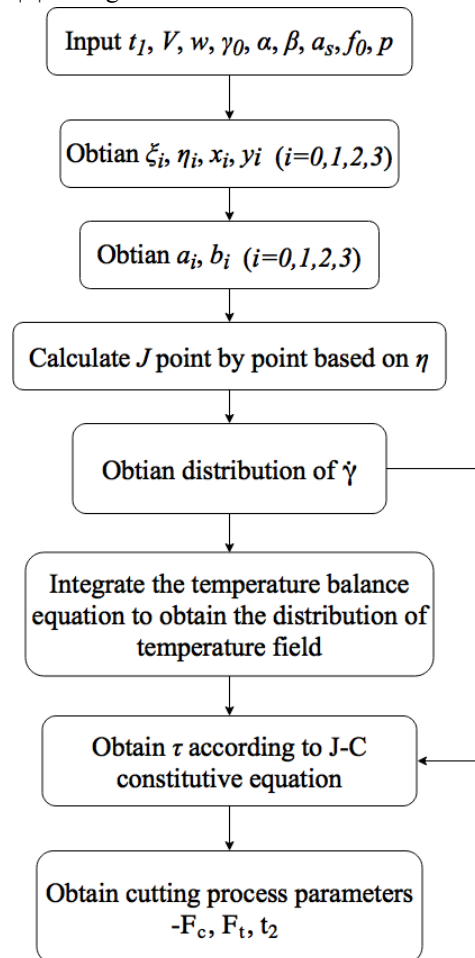 Input t₁, V, w, γ₀, α, β, aₛ, f₀, p
Obtian ξᵢ, ηᵢ, xᵢ, yi (i=0,1,2,3)
Obtian aᵢ, bᵢ (i=0,1,2,3)
Calculate J point by point based on η
Obtian distribution of γ̇
Integrate the temperature balance
equation to obtain the distribution of
temperature field
Obtain τ according to J-C
constitutive equation
Obtain cutting process parameters
-F_c, F_t, t₂